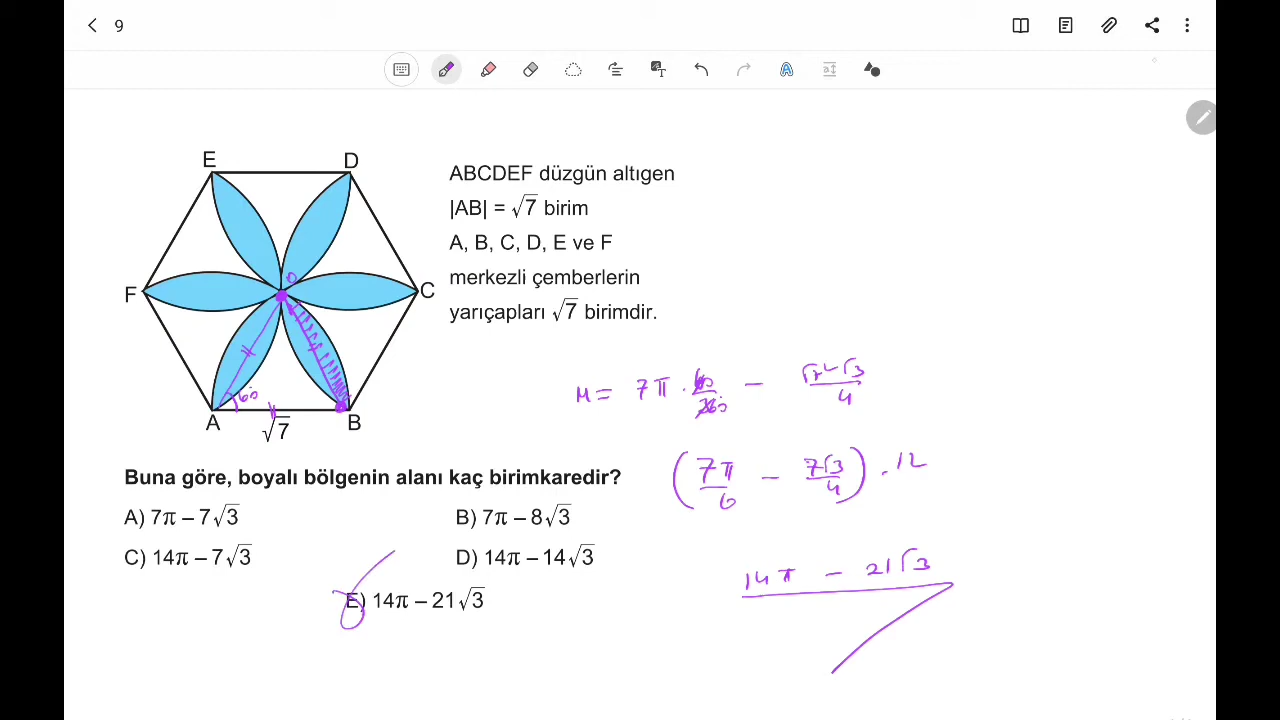 9
E D
ABCDEF düzgün altıgen
|AB| = √7 birim
A, B, C, D, E ve F
F O C
merkezli çemberlerin
yarıçapları √7 birimdir.
60
A √7 B
M = 7π · 60/360 − √7² √3/4
(7π/6 − 7√3/4) · 12
Buna göre, boyalı bölgenin alanı kaç birimkaredir?
A) 7π – 7√3 B) 7π – 8√3
C) 14π – 7√3 D) 14π – 14√3
14π − 21√3
E) 14π – 21√3